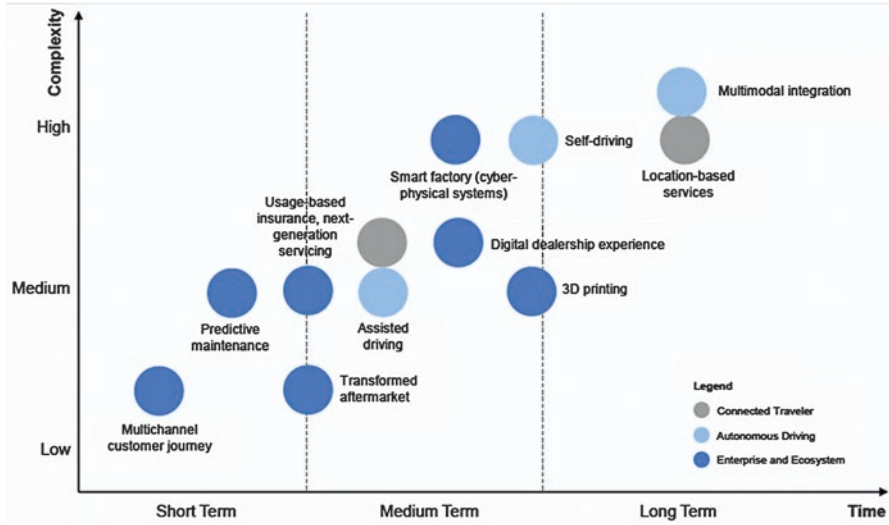 Complexity
High
Medium
Low
Multimodal integration
Self-driving
Smart factory (cyber-
physical systems)
Location-based
services
Usage-based
insurance, next-
generation
servicing
Digital dealership experience
3D printing
Predictive
maintenance
Assisted
driving
Transformed
aftermarket
Multichannel
customer journey
Legend
Connected Traveler
Autonomous Driving
Enterprise and Ecosystem
Short Term
Medium Term
Long Term
Time